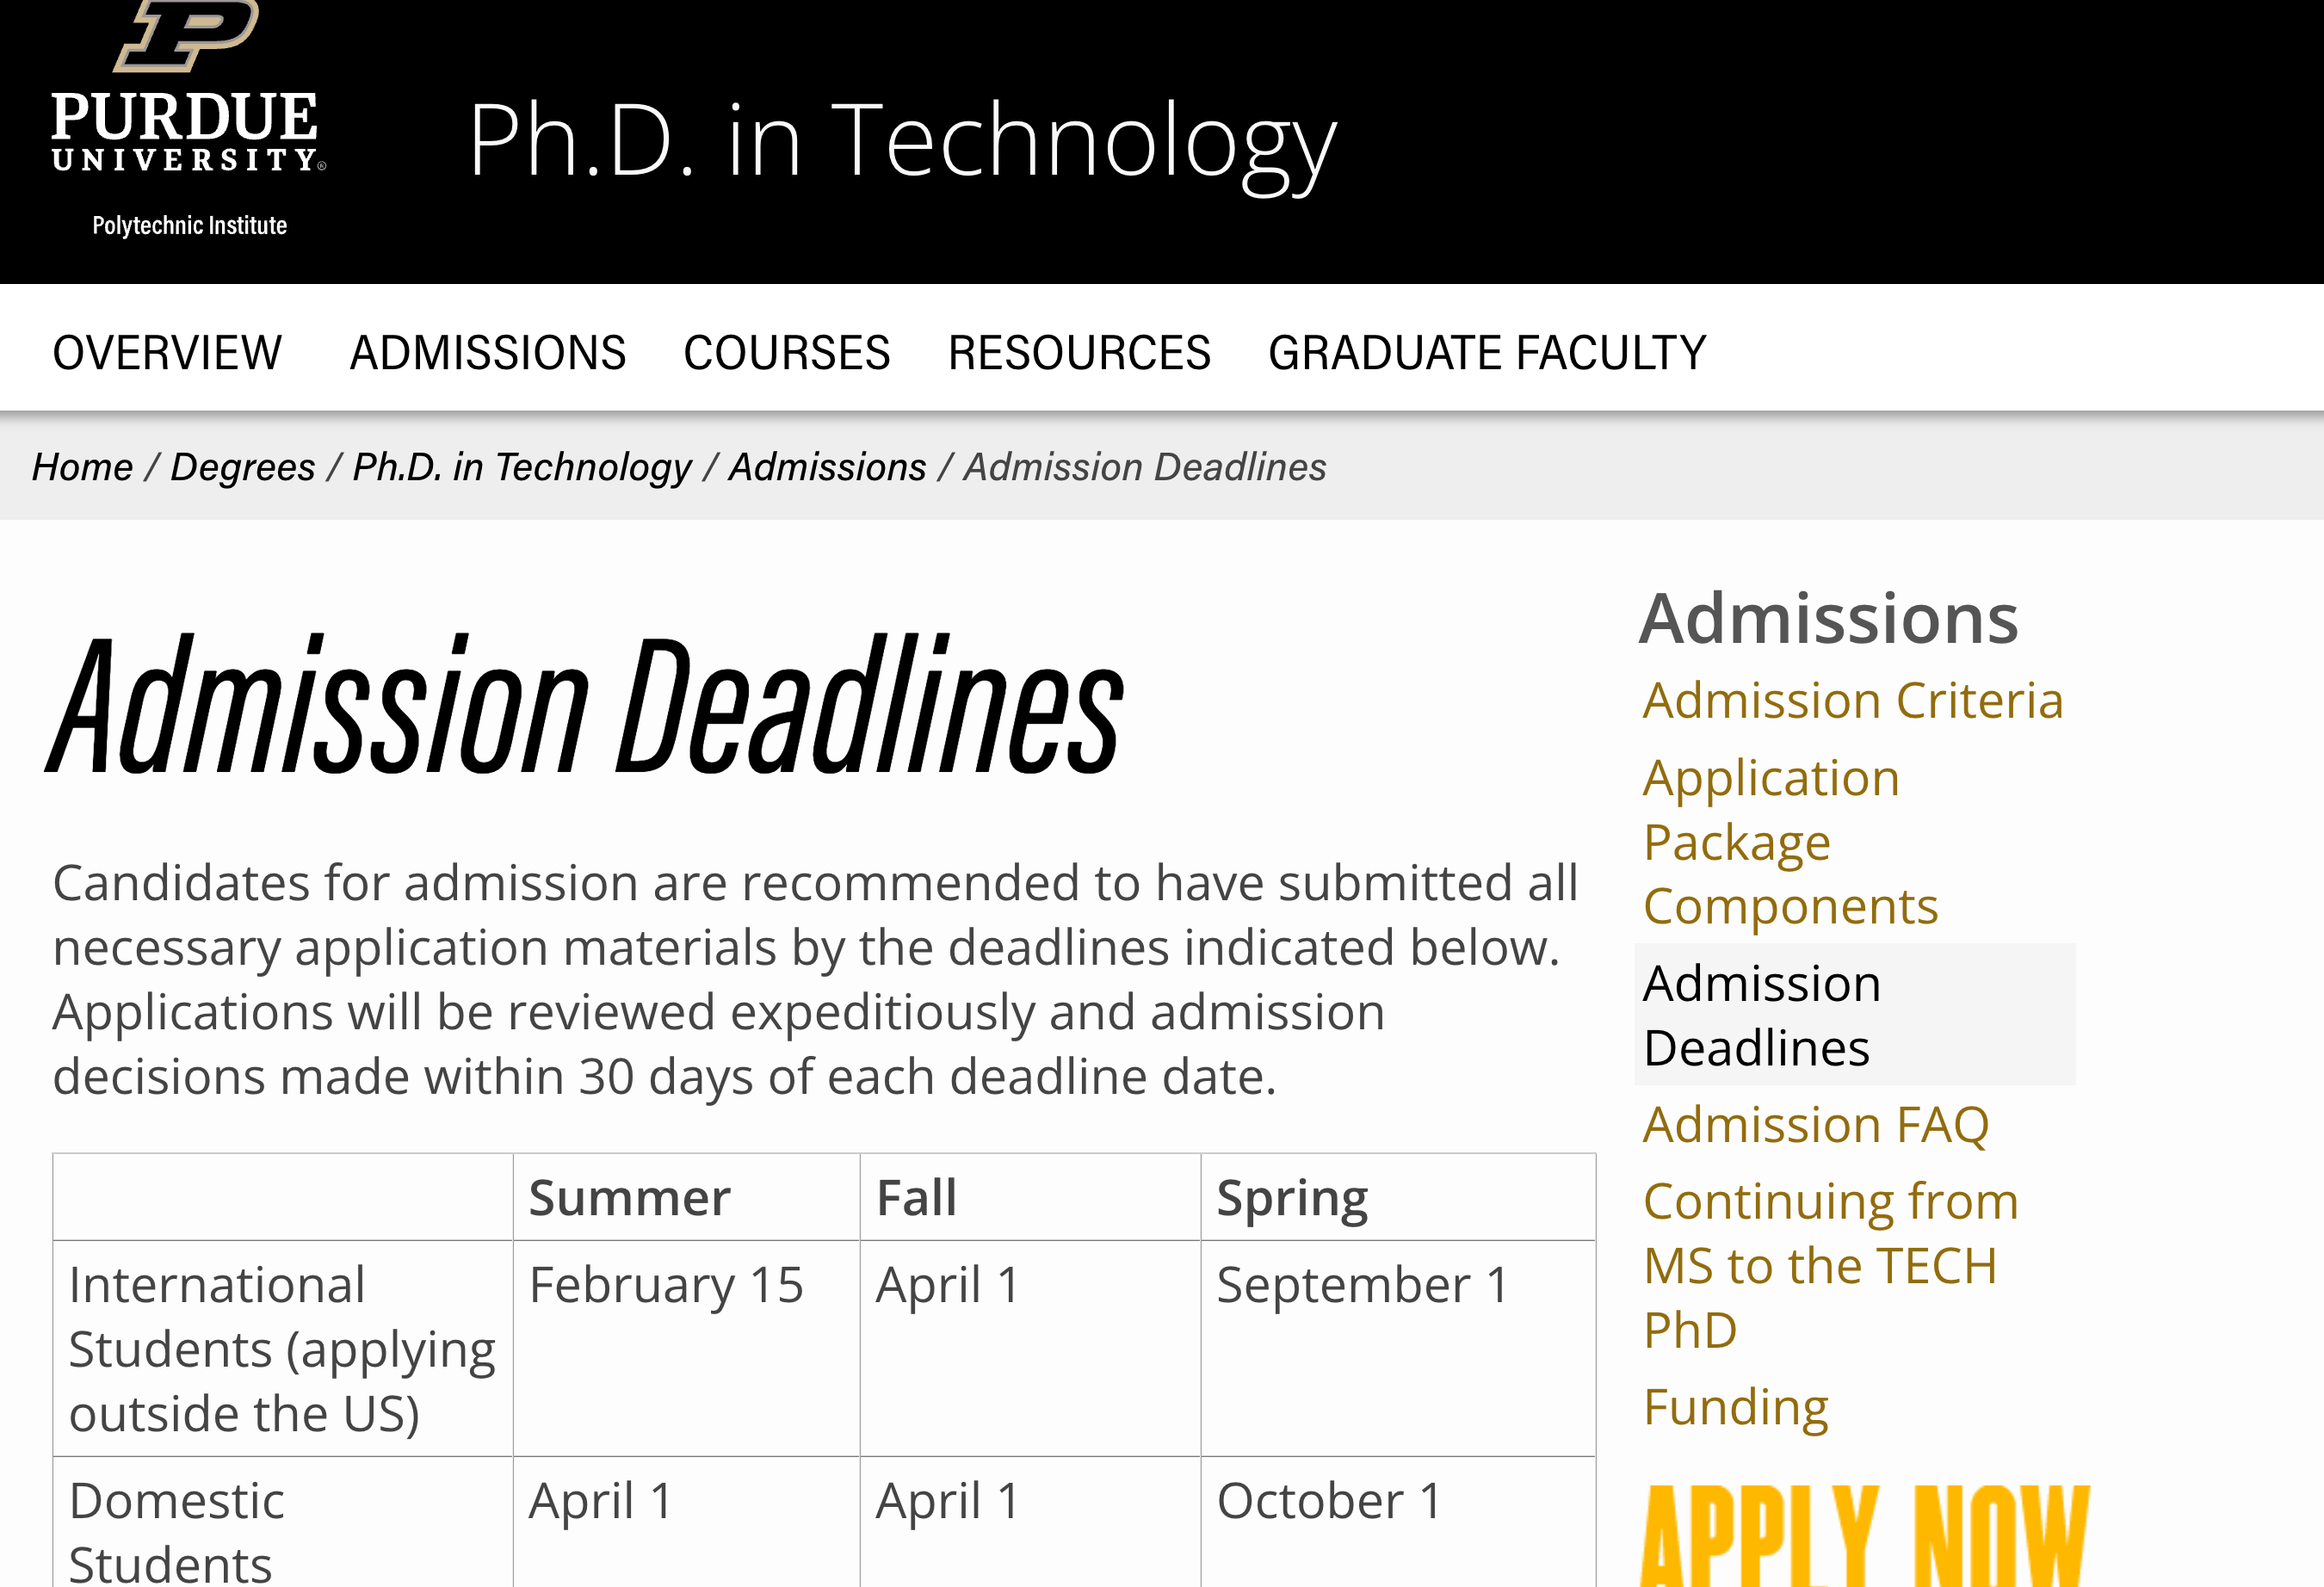 PURDUE
UNIVERSITY®
Polytechnic Institute
Ph.D. in Technology
OVERVIEW ADMISSIONS COURSES RESOURCES GRADUATE FACULTY
Home / Degrees / Ph.D. in Technology / Admissions / Admission Deadlines
Admission Deadlines
Candidates for admission are recommended to have submitted all
necessary application materials by the deadlines indicated below.
Applications will be reviewed expeditiously and admission
decisions made within 30 days of each deadline date.
Summer Fall Spring
International February 15 April 1 September 1
Students (applying
outside the US)
Domestic April 1 April 1 October 1
Students
Admissions
Admission Criteria
Application
Package
Components
Admission
Deadlines
Admission FAQ
Continuing from
MS to the TECH
PhD
Funding
APPLY NOW